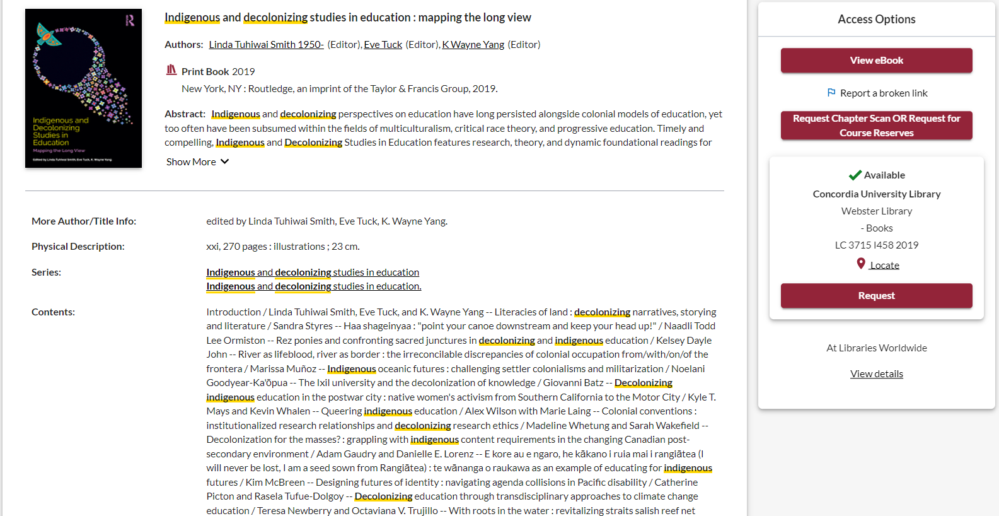 R
Indigenous and
Decolonizing
Studies in
Education
Mapping the Long View
Edited by Linda Tuhiwai Smith, Eve Tuck, K. Wayne Yang
Indigenous and decolonizing studies in education : mapping the long view
Authors: Linda Tuhiwai Smith 1950- (Editor), Eve Tuck (Editor), K Wayne Yang (Editor)
Print Book 2019
New York, NY : Routledge, an imprint of the Taylor & Francis Group, 2019.
Abstract: Indigenous and decolonizing perspectives on education have long persisted alongside colonial models of education, yet
too often have been subsumed within the fields of multiculturalism, critical race theory, and progressive education. Timely and
compelling, Indigenous and Decolonizing Studies in Education features research, theory, and dynamic foundational readings for
Show More
More Author/Title Info: edited by Linda Tuhiwai Smith, Eve Tuck, K. Wayne Yang.
Physical Description: xxi, 270 pages : illustrations ; 23 cm.
Series: Indigenous and decolonizing studies in education
Indigenous and decolonizing studies in education.
Contents: Introduction / Linda Tuhiwai Smith, Eve Tuck, and K. Wayne Yang -- Literacies of land : decolonizing narratives, storying
and literature / Sandra Styres -- Haa shageinyaa : "point your canoe downstream and keep your head up!" / Naadli Todd
Lee Ormiston -- Rez ponies and confronting sacred junctures in decolonizing and indigenous education / Kelsey Dayle
John -- River as lifeblood, river as border : the irreconcilable discrepancies of colonial occupation from/with/on/of the
frontera / Marissa Muñoz -- Indigenous oceanic futures : challenging settler colonialisms and militarization / Noelani
Goodyear-Kaʻōpua -- The Ixil university and the decolonization of knowledge / Giovanni Batz -- Decolonizing
indigenous education in the postwar city : native women's activism from Southern California to the Motor City / Kyle T.
Mays and Kevin Whalen -- Queering indigenous education / Alex Wilson with Marie Laing -- Colonial conventions :
institutionalized research relationships and decolonizing research ethics / Madeline Whetung and Sarah Wakefield --
Decolonization for the masses? : grappling with indigenous content requirements in the changing Canadian post-
secondary environment / Adam Gaudry and Danielle E. Lorenz -- E kore au e ngaro, he kākano i ruia mai i rangiātea (I
will never be lost, I am a seed sown from Rangiātea) : te wānanga o raukawa as an example of educating for indigenous
futures / Kim McBreen -- Designing futures of identity : navigating agenda collisions in Pacific disability / Catherine
Picton and Rasela Tufue-Dolgoy -- Decolonizing education through transdisciplinary approaches to climate change
education / Teresa Newberry and Octaviana V. Trujillo -- With roots in the water : revitalizing straits salish reef net
Access Options
View eBook
Report a broken link
Request Chapter Scan OR Request for
Course Reserves
Available
Concordia University Library
Webster Library
- Books
LC 3715 I458 2019
Locate
Request
At Libraries Worldwide
View details